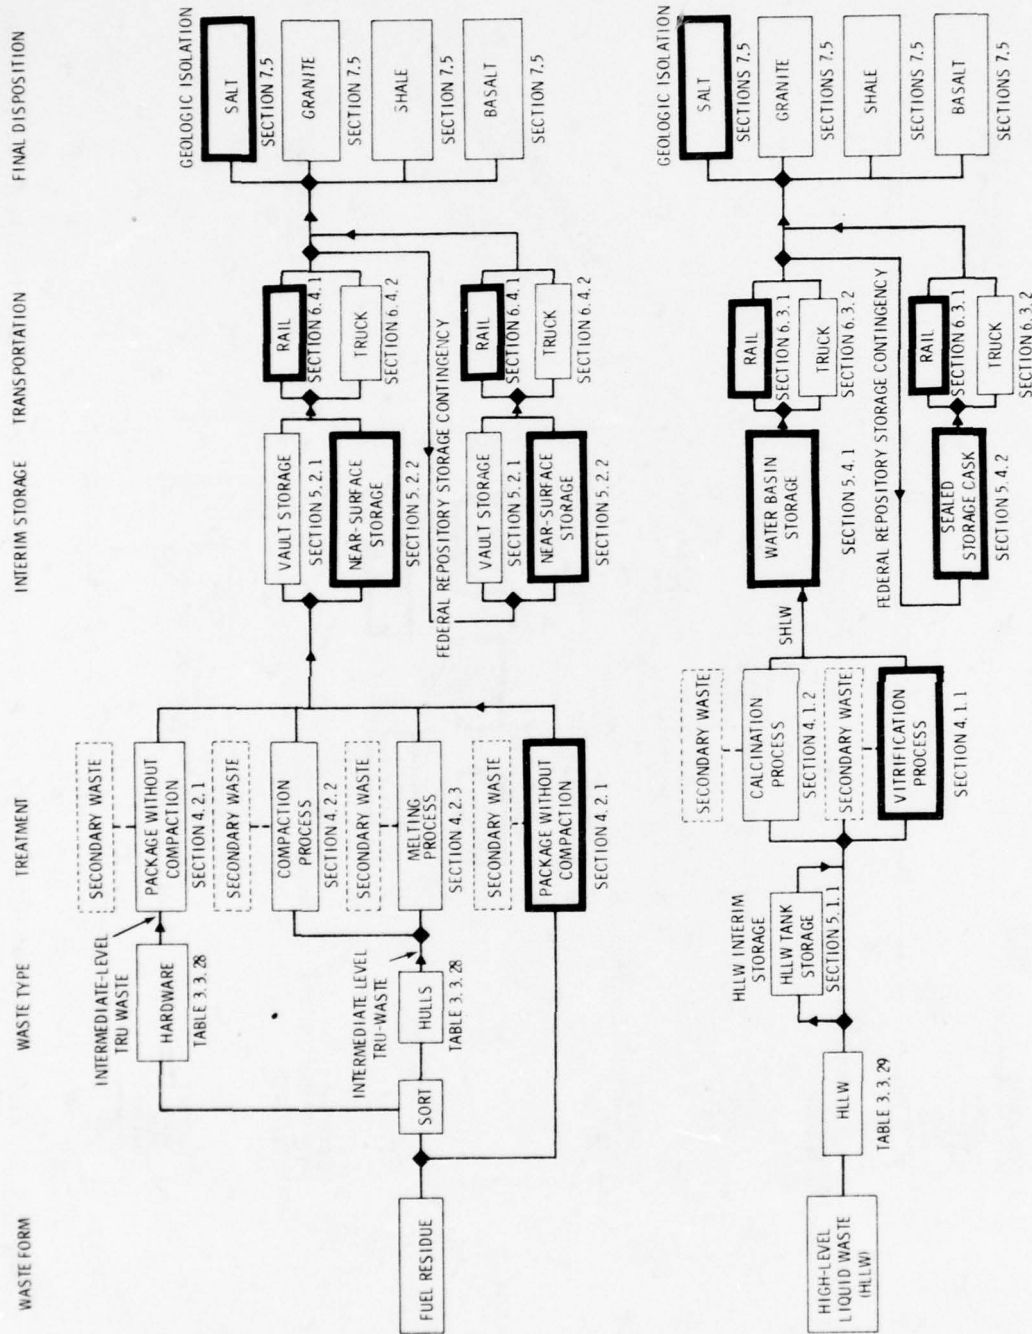 WASTE FORM
WASTE TYPE
TREATMENT
INTERIM STORAGE
TRANSPORTATION
FINAL DISPOSITION
FUEL RESIDUE
SORT
INTERMEDIATE-LEVEL
TRU WASTE
HARDWARE
TABLE 3.3.28
INTERMEDIATE LEVEL
TRU-WASTE
HULLS
TABLE 3.3.28
SECONDARY WASTE
PACKAGE WITHOUT
COMPACTION
SECTION 4.2.1
SECONDARY WASTE
COMPACTION
PROCESS
SECTION 4.2.2
SECONDARY WASTE
MELTING
PROCESS
SECTION 4.2.3
SECONDARY WASTE
PACKAGE WITHOUT
COMPACTION
SECTION 4.2.1
VAULT STORAGE
SECTION 5.2.1
NEAR-SURFACE
STORAGE
SECTION 5.2.2
FEDERAL REPOSITORY STORAGE CONTINGENCY
VAULT STORAGE
SECTION 5.2.1
NEAR-SURFACE
STORAGE
SECTION 5.2.2
RAIL
SECTION 6.4.1
TRUCK
SECTION 6.4.2
RAIL
SECTION 6.4.1
TRUCK
SECTION 6.4.2
GEOLOGIC ISOLATION
SALT
SECTION 7.5
GRANITE
SECTION 7.5
SHALE
SECTION 7.5
BASALT
SECTION 7.5
HIGH-LEVEL
LIQUID WASTE
(HLLW)
HLLW
TABLE 3.3.29
HLLW INTERIM
STORAGE
HLLW TANK
STORAGE
SECTION 5.1.1
SECONDARY WASTE
CALCINATION
PROCESS
SECTION 4.1.2
SECONDARY WASTE
VITRIFICATION
PROCESS
SECTION 4.1.1
SHLW
WATER BASIN
STORAGE
SECTION 5.4.1
FEDERAL REPOSITORY STORAGE CONTINGENCY
SEALED
STORAGE CASK
SECTION 5.4.2
RAIL
SECTION 6.3.1
TRUCK
SECTION 6.3.2
RAIL
SECTION 6.3.1
TRUCK
SECTION 6.3.2
GEOLOGIC ISOLATION
SALT
SECTIONS 7.5
GRANITE
SECTIONS 7.5
SHALE
SECTIONS 7.5
BASALT
SECTIONS 7.5